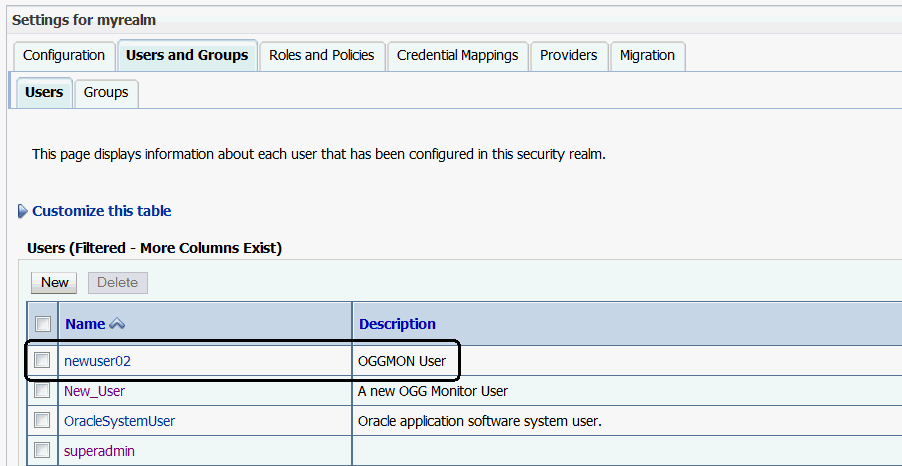 Settings for myrealm
Configuration Users and Groups Roles and Policies Credential Mappings Providers Migration
Users Groups
This page displays information about each user that has been configured in this security realm.
Customize this table
Users (Filtered - More Columns Exist)
New Delete
Name Description
newuser02 OGGMON User
New_User A new OGG Monitor User
OracleSystemUser Oracle application software system user.
superadmin